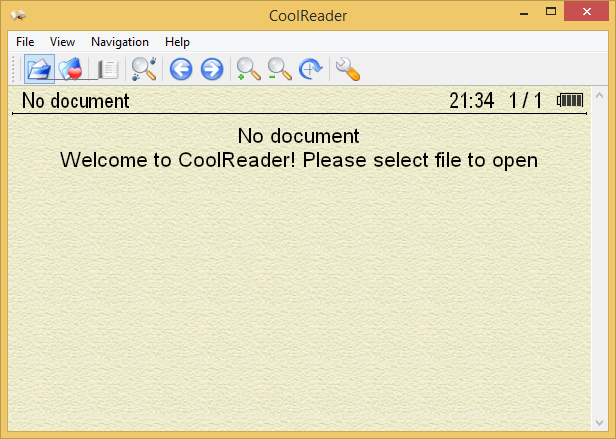 CoolReader
File View Navigation Help
No document 21:34 1 / 1
No document
Welcome to CoolReader! Please select file to open